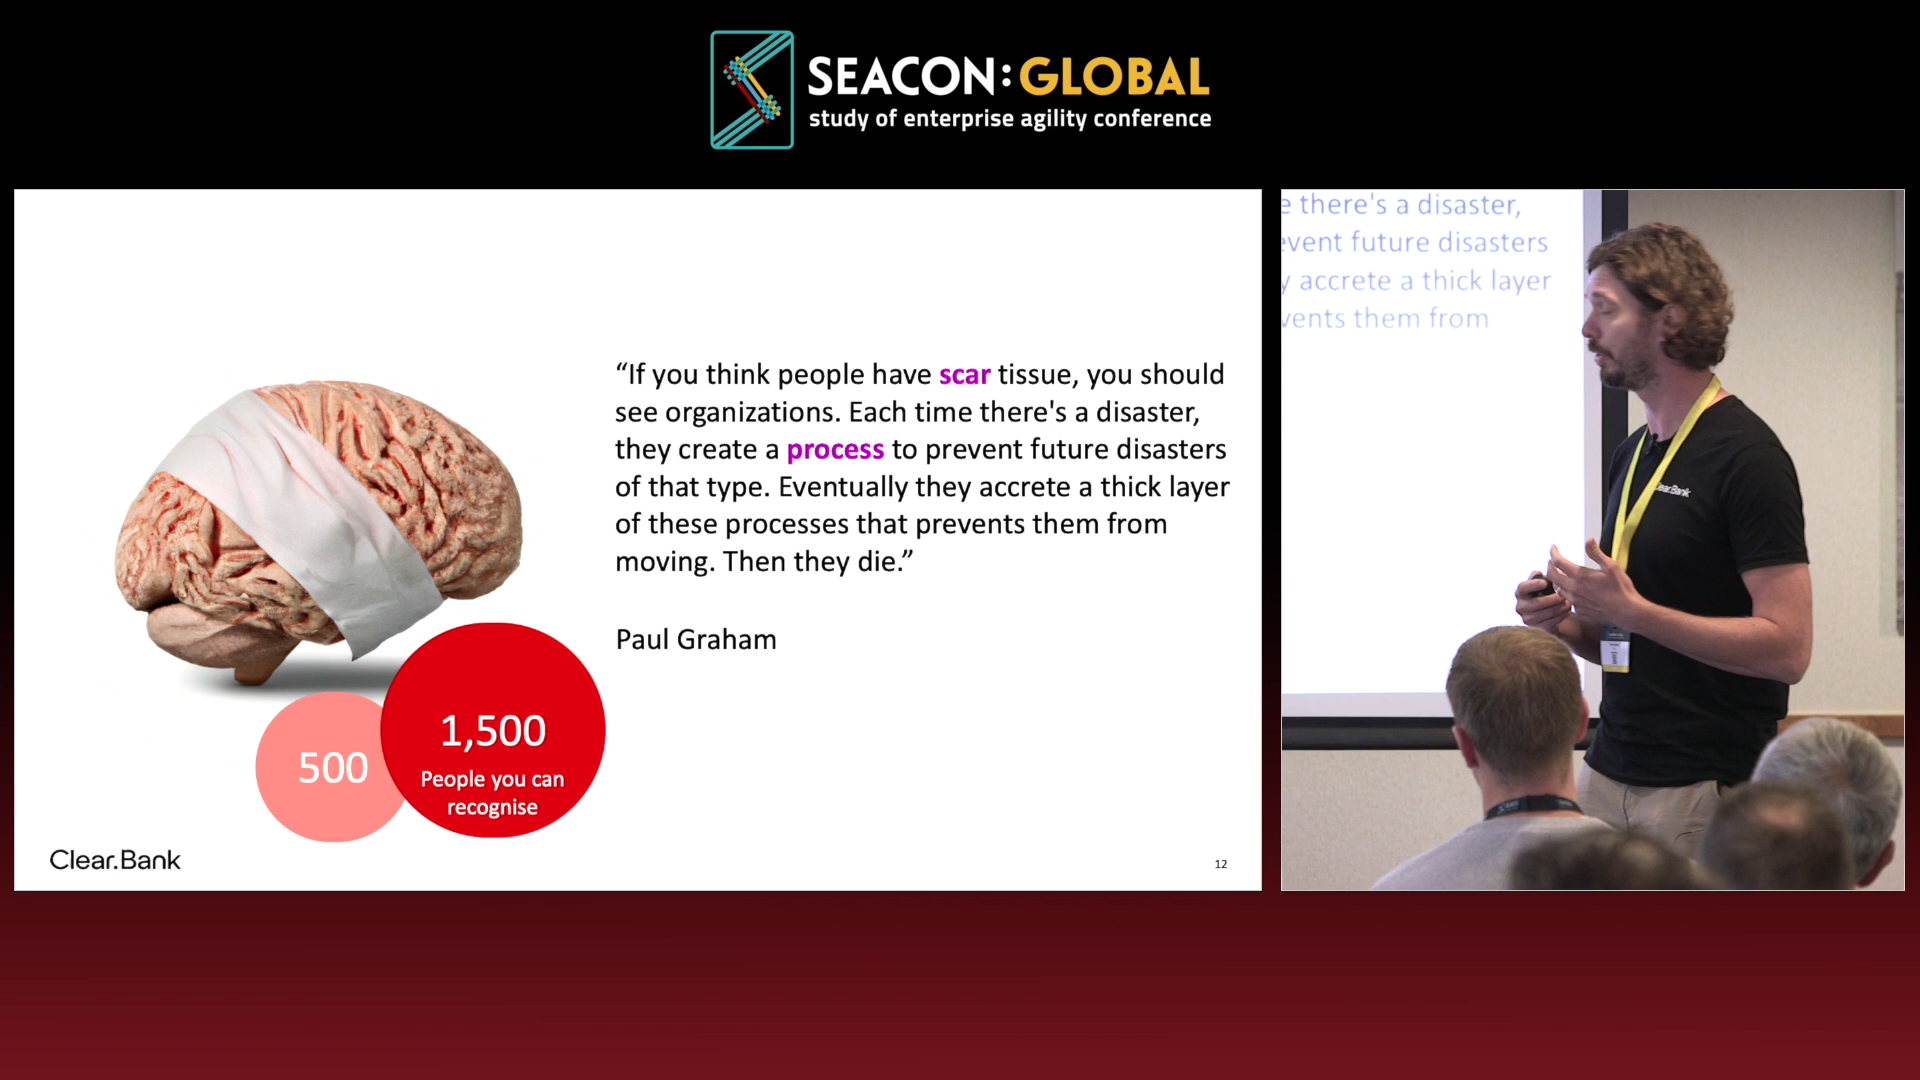 SEACON:GLOBAL
study of enterprise agility conference
“If you think people have scar tissue, you should
see organizations. Each time there's a disaster,
they create a process to prevent future disasters
of that type. Eventually they accrete a thick layer
of these processes that prevents them from
moving. Then they die.”
Paul Graham
500
1,500
People you can
recognise
Clear.Bank
12
e there's a disaster,
event future disasters
y accrete a thick layer
vents them from
Clear.Bank